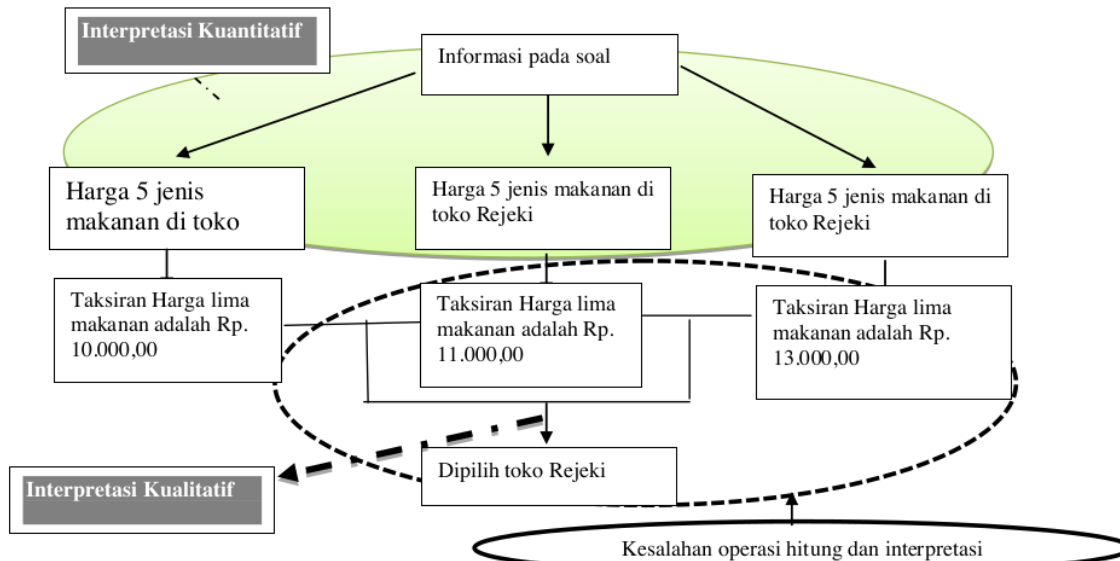 Interpretasi Kuantitatif
Informasi pada soal
Harga 5 jenis
makanan di toko
Harga 5 jenis makanan di
toko Rejeki
Harga 5 jenis makanan di
toko Rejeki
Taksiran Harga lima
makanan adalah Rp.
10.000,00
Taksiran Harga lima
makanan adalah Rp.
11.000,00
Taksiran Harga lima
makanan adalah Rp.
13.000,00
Dipilih toko Rejeki
Interpretasi Kualitatif
Kesalahan operasi hitung dan interpretasi